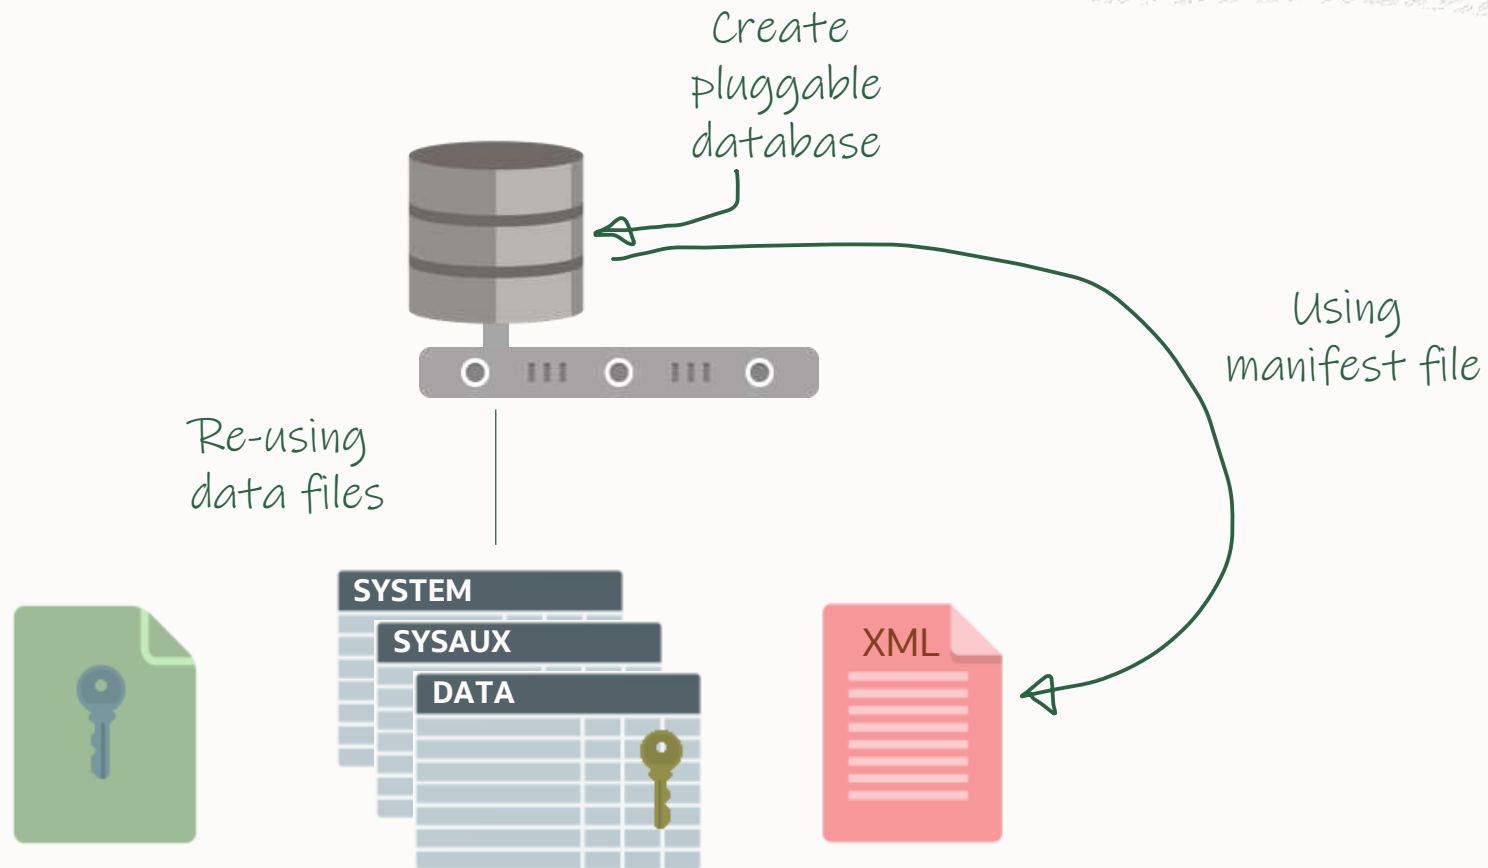 Create
pluggable
database
Using
manifest file
Re-using
data files
SYSTEM
SYSAUX
DATA
XML